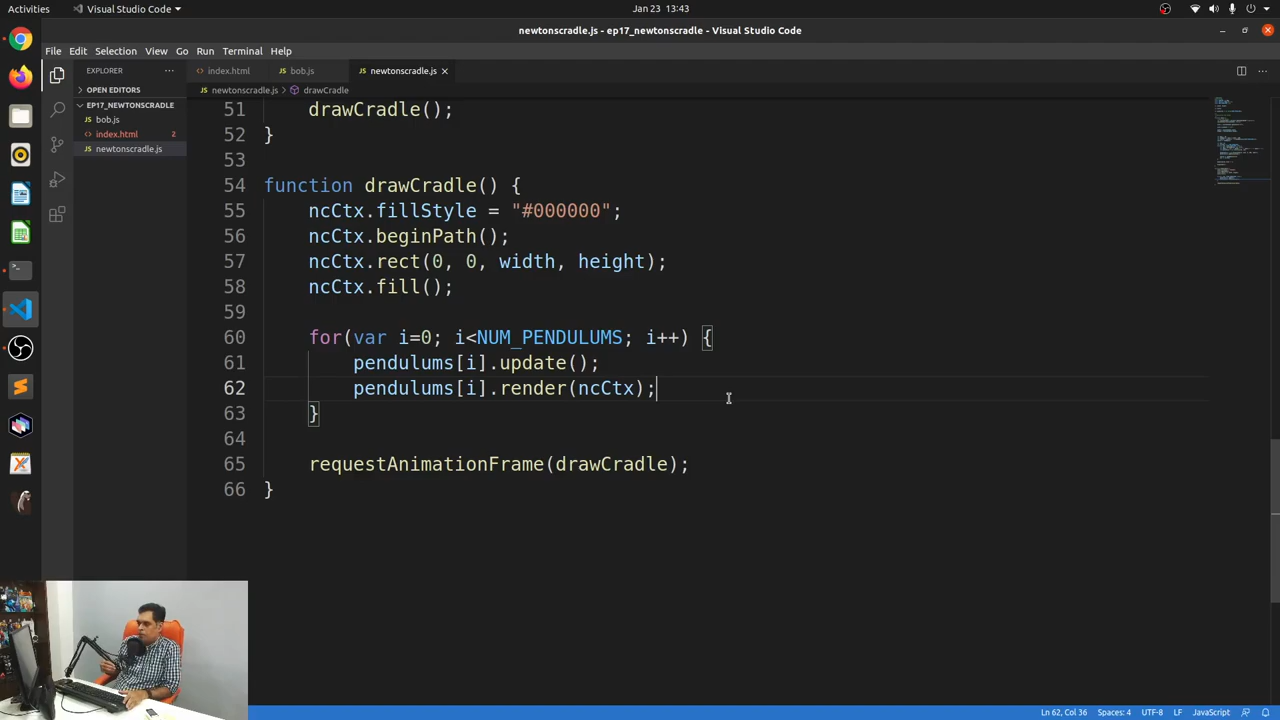 Activities
Visual Studio Code
Jan 23 13:43
newtonscradle.js - ep17_newtonscradle - Visual Studio Code
File Edit Selection View Go Run Terminal Help
EXPLORER
index.html
JS bob.js
JS newtonscradle.js
OPEN EDITORS
JS newtonscradle.js > drawCradle
EP17_NEWTONSCRADLE
JS bob.js
index.html 2
JS newtonscradle.js
51 drawCradle();
52 }
53
54 function drawCradle() {
55 ncCtx.fillStyle = "#000000";
56 ncCtx.beginPath();
57 ncCtx.rect(0, 0, width, height);
58 ncCtx.fill();
59
60 for(var i=0; i<NUM_PENDULUMS; i++) {
61 pendulums[i].update();
62 pendulums[i].render(ncCtx);
63 }
64
65 requestAnimationFrame(drawCradle);
66 }
Ln 62, Col 36 Spaces: 4 UTF-8 LF JavaScript